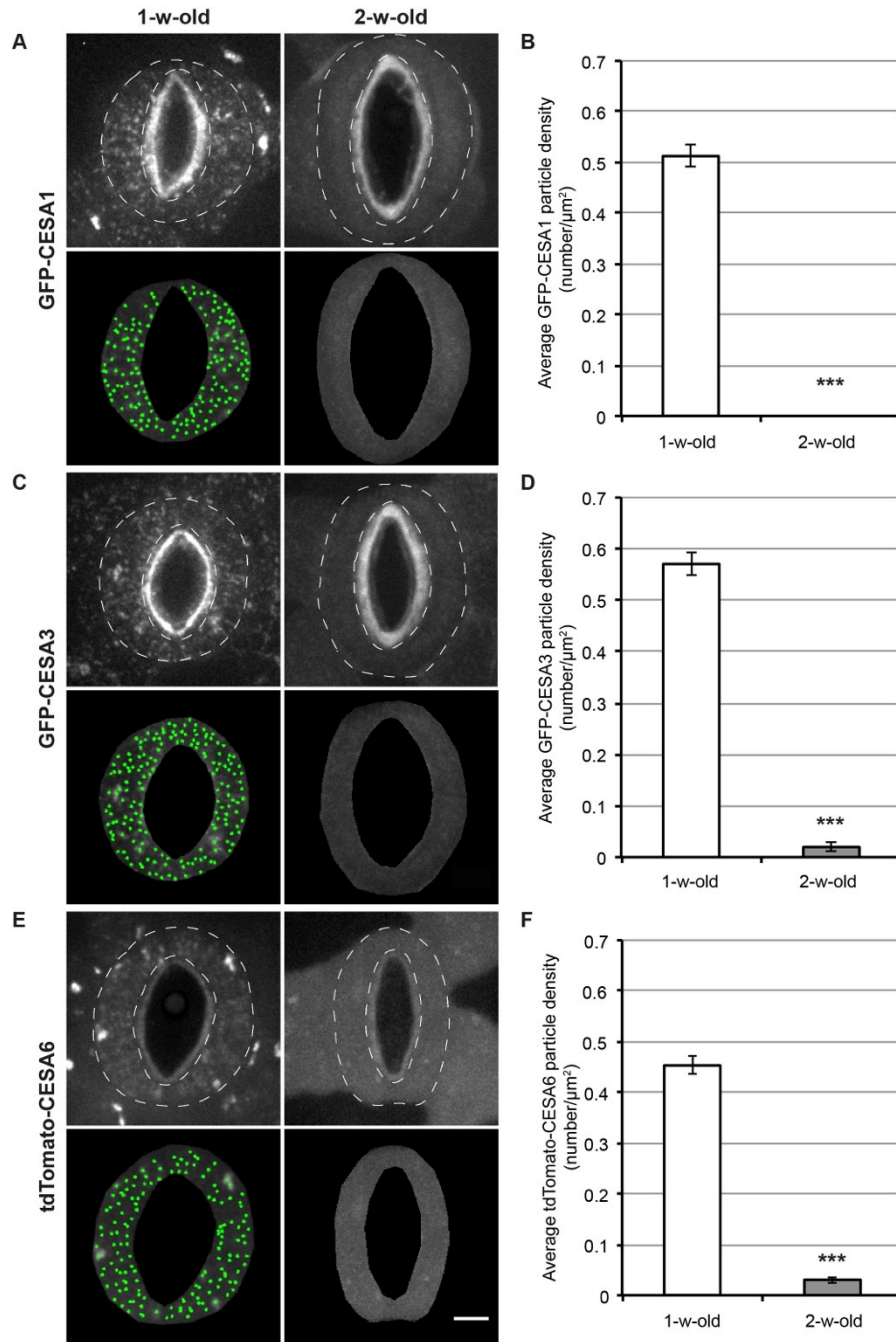 1-w-old 2-w-old
A
GFP-CESA1
B
Average GFP-CESA1 particle density
(number/µm²)
0.7
0.6
0.5
0.4
0.3
0.2
0.1
0
***
1-w-old 2-w-old
C
GFP-CESA3
D
Average GFP-CESA3 particle density
(number/µm²)
0.7
0.6
0.5
0.4
0.3
0.2
0.1
0
***
1-w-old 2-w-old
E
tdTomato-CESA6
F
Average tdTomato-CESA6 particle density
(number/µm²)
0.7
0.6
0.5
0.4
0.3
0.2
0.1
0
***
1-w-old 2-w-old